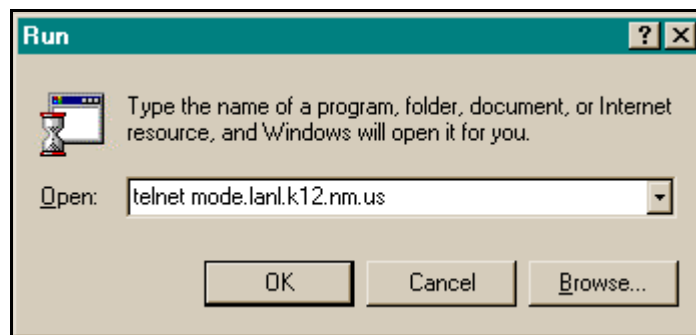 Run
Type the name of a program, folder, document, or Internet
resource, and Windows will open it for you.
Open: telnet mode.lanl.k12.nm.us
OK Cancel Browse...